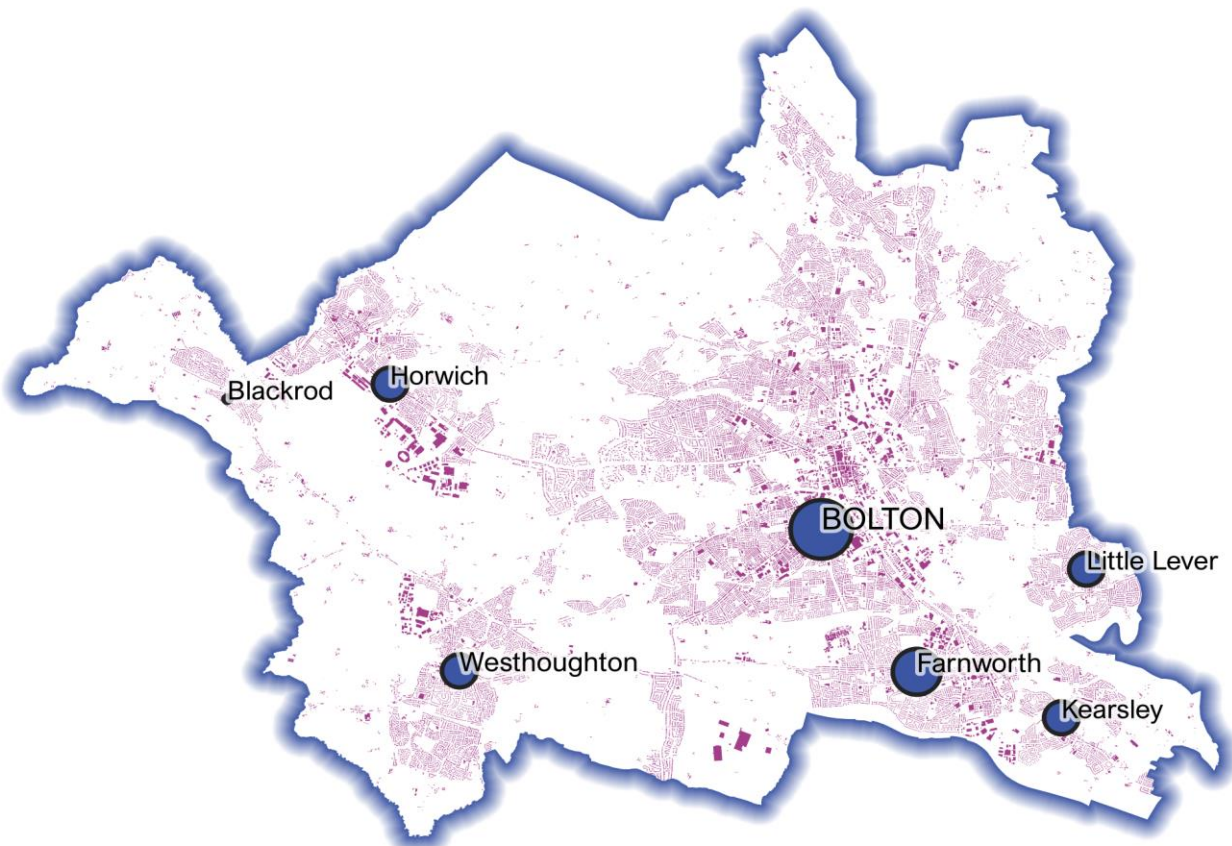 Horwich
Blackrod
BOLTON
Little Lever
Westhoughton
Farnworth
Kearsley